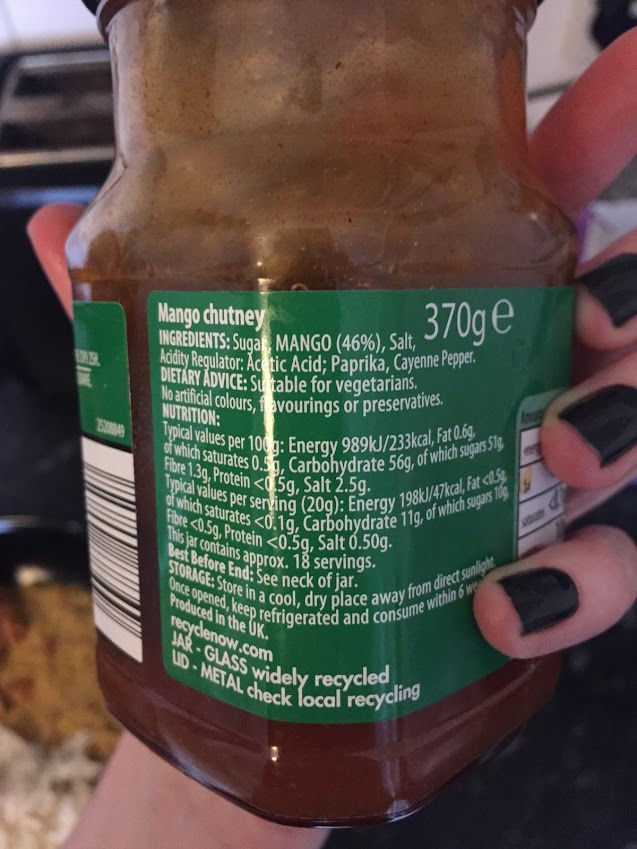 Mango chutney
370g e
INGREDIENTS: Sugar, MANGO (46%), Salt,
Acidity Regulator: Acetic Acid; Paprika, Cayenne Pepper.
DIETARY ADVICE: Suitable for vegetarians.
No artificial colours, flavourings or preservatives.
NUTRITION:
Typical values per 100g: Energy 989kJ/233kcal, Fat 0.6g,
of which saturates 0.5g, Carbohydrate 56g, of which sugars 51g,
Fibre 1.3g, Protein <0.5g, Salt 2.5g.
Typical values per serving (20g): Energy 198kJ/47kcal, Fat <0.5g,
of which saturates <0.1g, Carbohydrate 11g, of which sugars 10g,
Fibre <0.5g, Protein <0.5g, Salt 0.50g.
This jar contains approx. 18 servings.
Best Before End: See neck of jar.
STORAGE: Store in a cool, dry place away from direct sunlight.
Once opened, keep refrigerated and consume within 6
Produced in the UK.
recyclenow.com
JAR - GLASS widely recycled
LID - METAL check local recycling
25208849